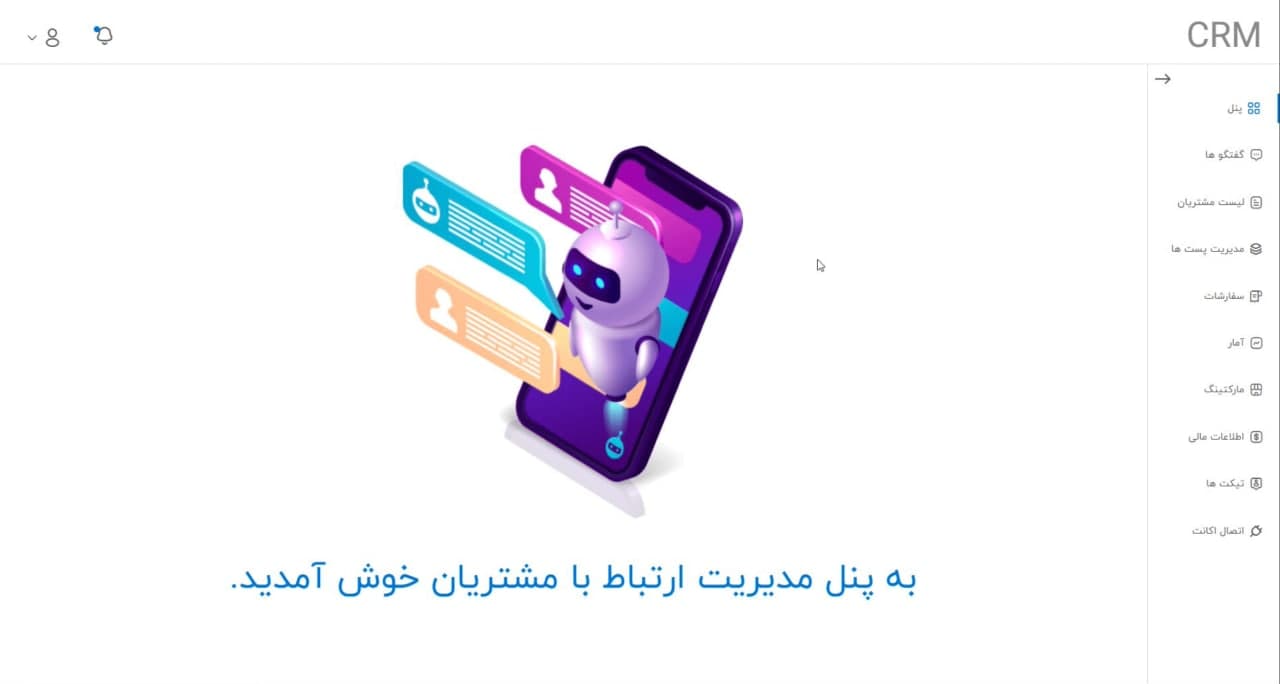 CRM
پنل
گفتگو ها
لیست مشتریان
مدیریت پست ها
سفارشات
آمار
مارکتینگ
اطلاعات مالی
تیکت ها
اتصال اکانت
به پنل مدیریت ارتباط با مشتریان خوش آمدید.